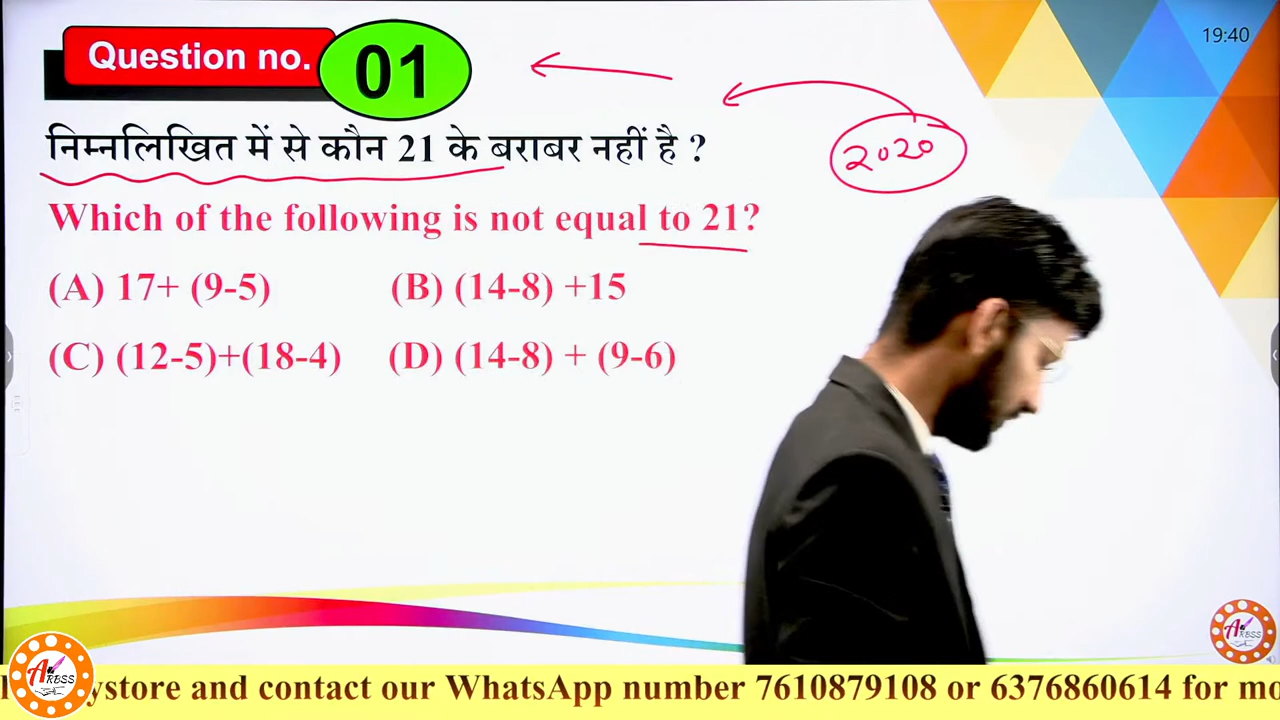 19:40
Question no. 01
निम्नलिखित में से कौन 21 के बराबर नहीं है ?
2020
Which of the following is not equal to 21?
(A) 17+ (9-5) (B) (14-8) +15
(C) (12-5)+(18-4) (D) (14-8) + (9-6)
ystore and contact our WhatsApp number 7610879108 or 6376860614 for mo
A RBSS
A RBSS